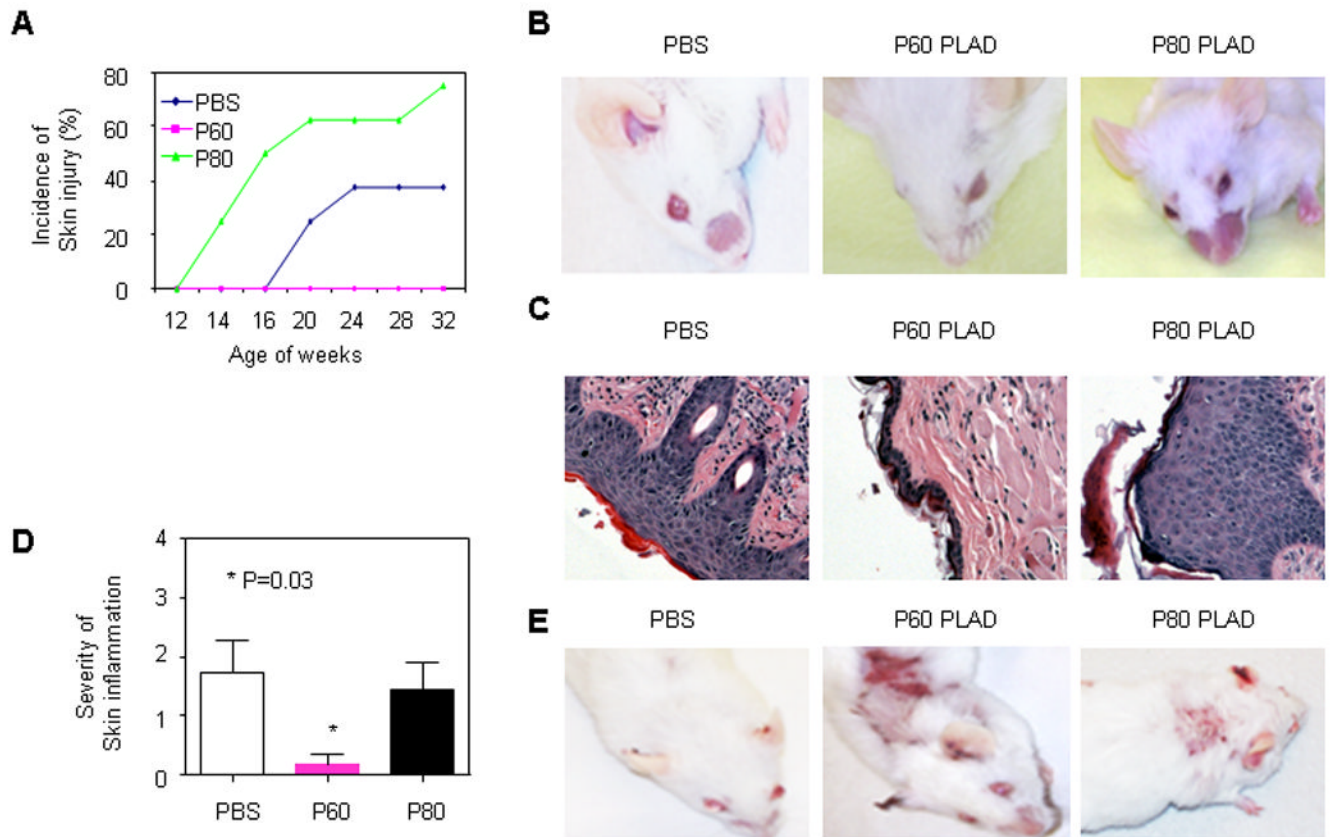 A
80
60
40
20
0
PBS
P60
P80
Incidence of
Skin injury (%)
12 14 16 20 24 28 32
Age of weeks
B
PBS P60 PLAD P80 PLAD
C
PBS P60 PLAD P80 PLAD
D
4
3
2
1
0
* P=0.03
*
Severity of
Skin inflammation
PBS P60 P80
E
PBS P60 PLAD P80 PLAD